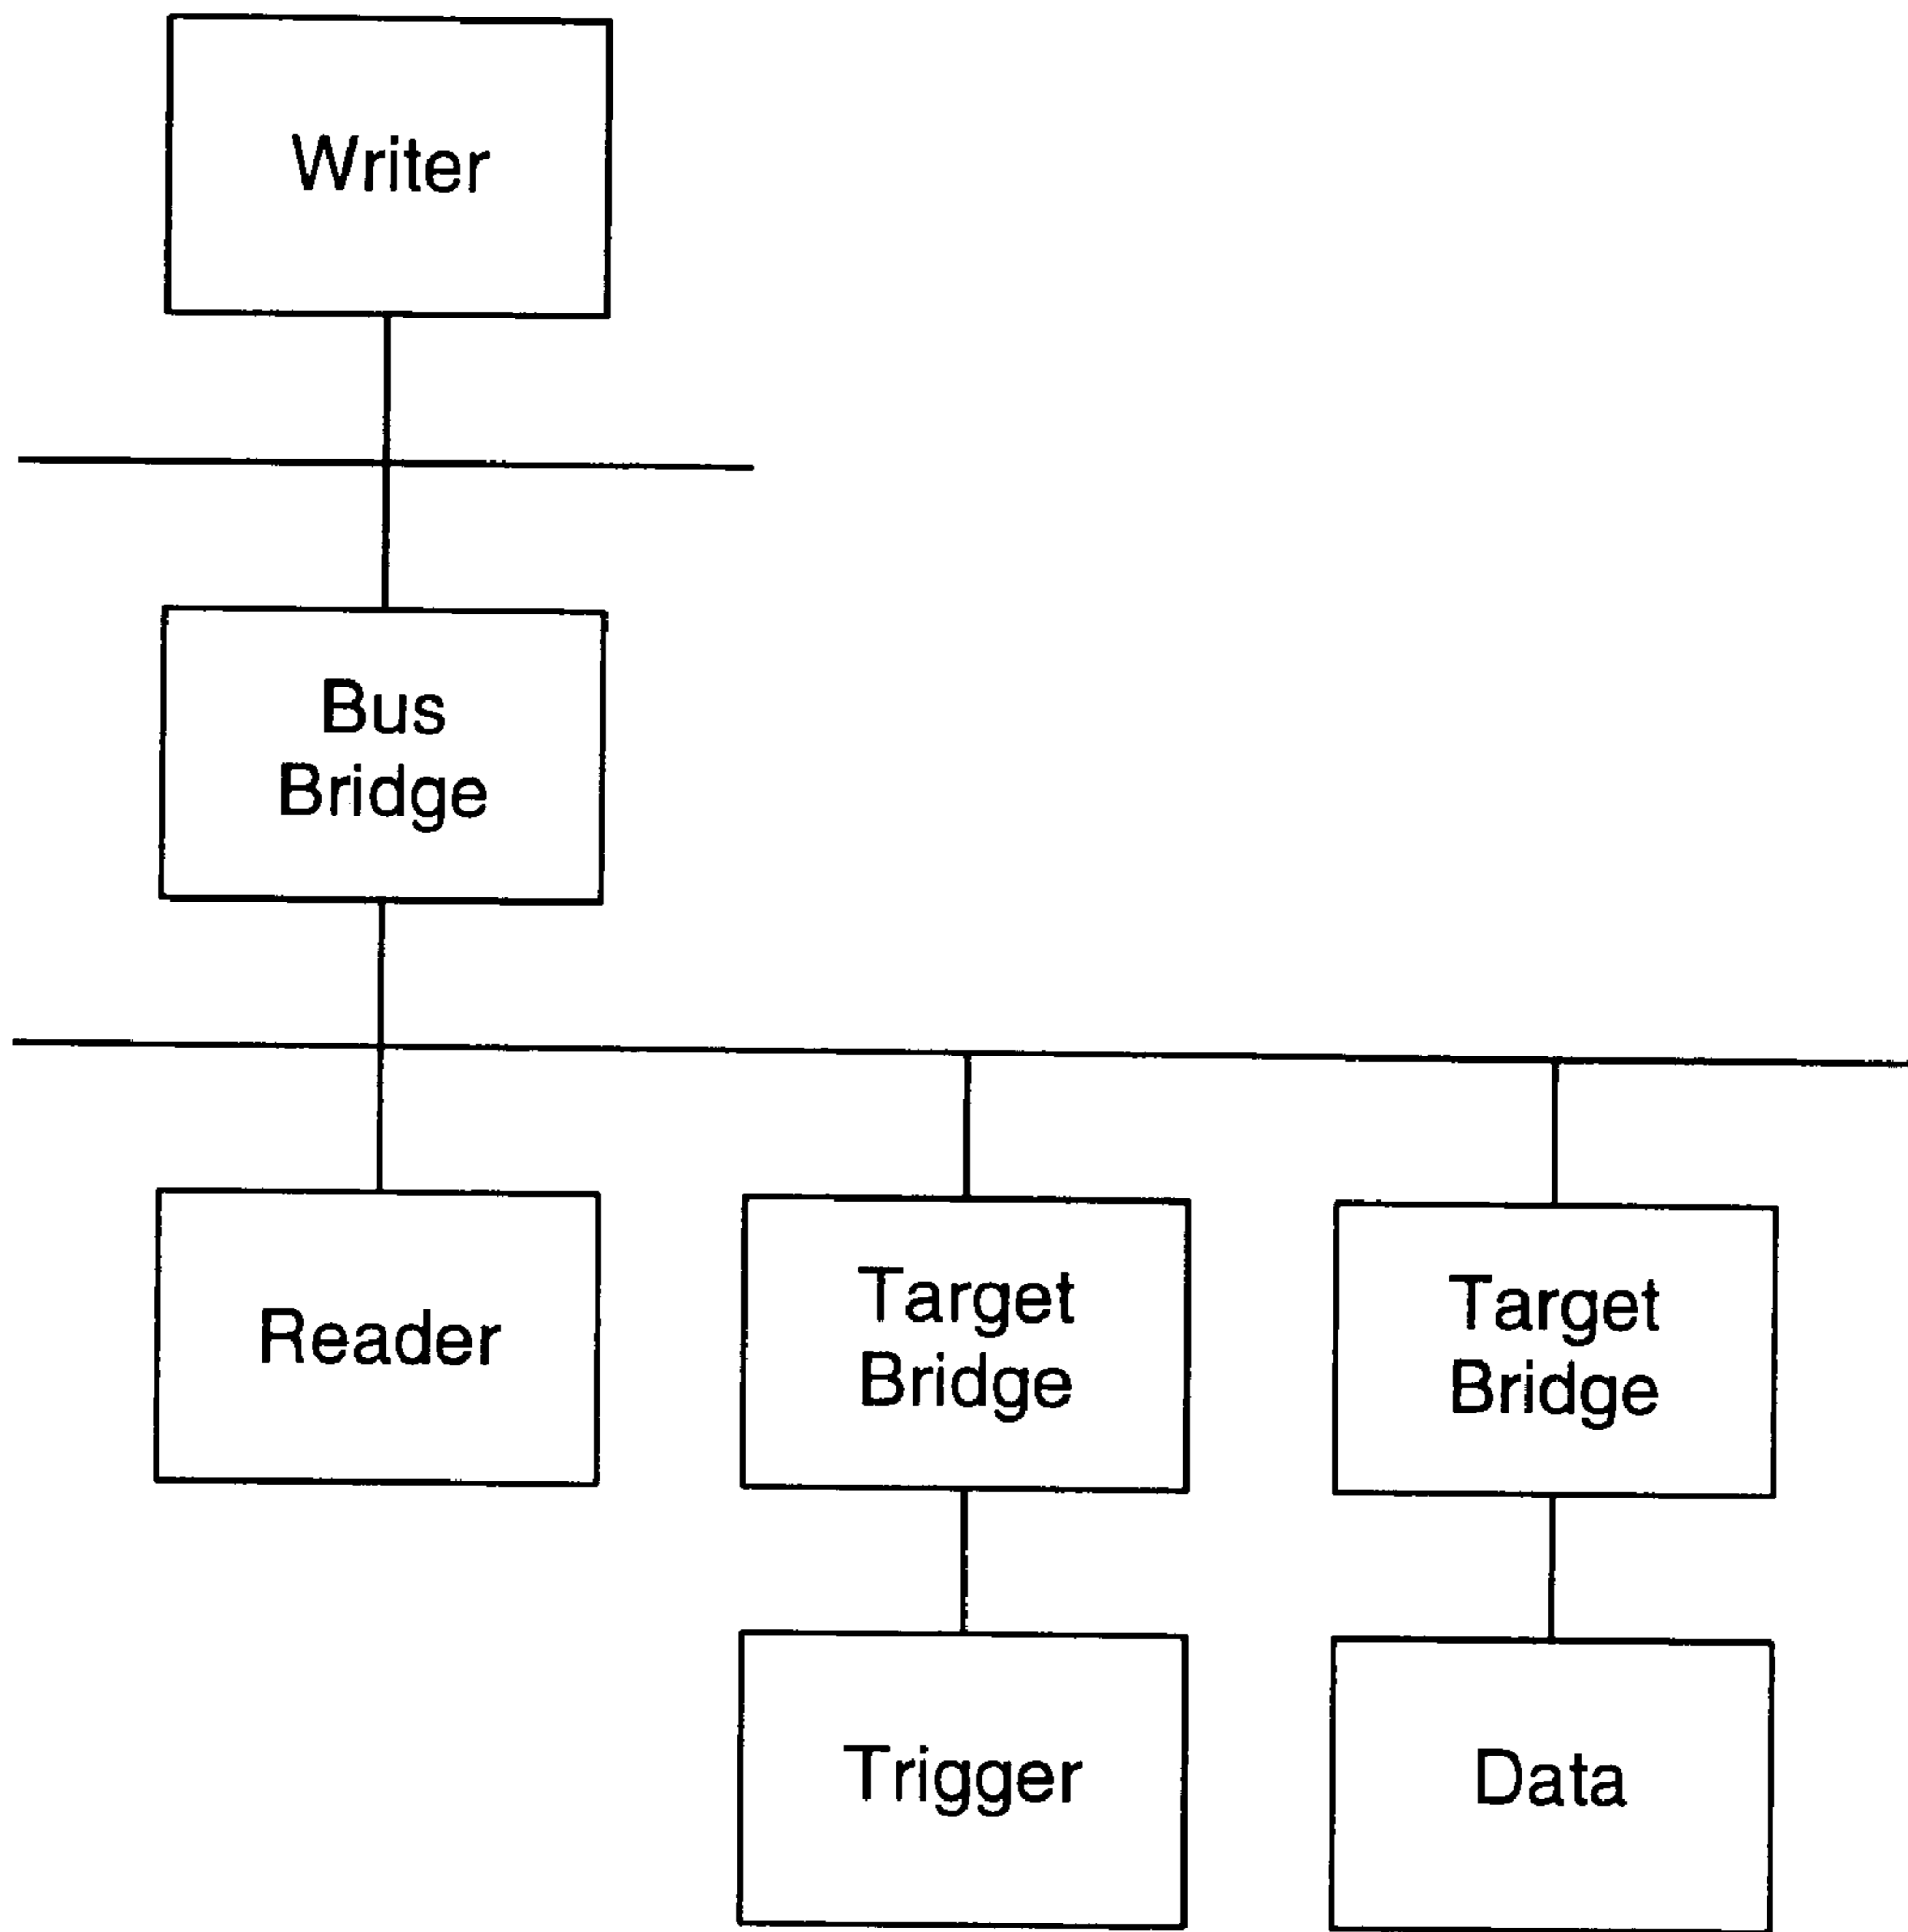 Writer
Bus
Bridge
Reader
Target
Bridge
Target
Bridge
Trigger
Data